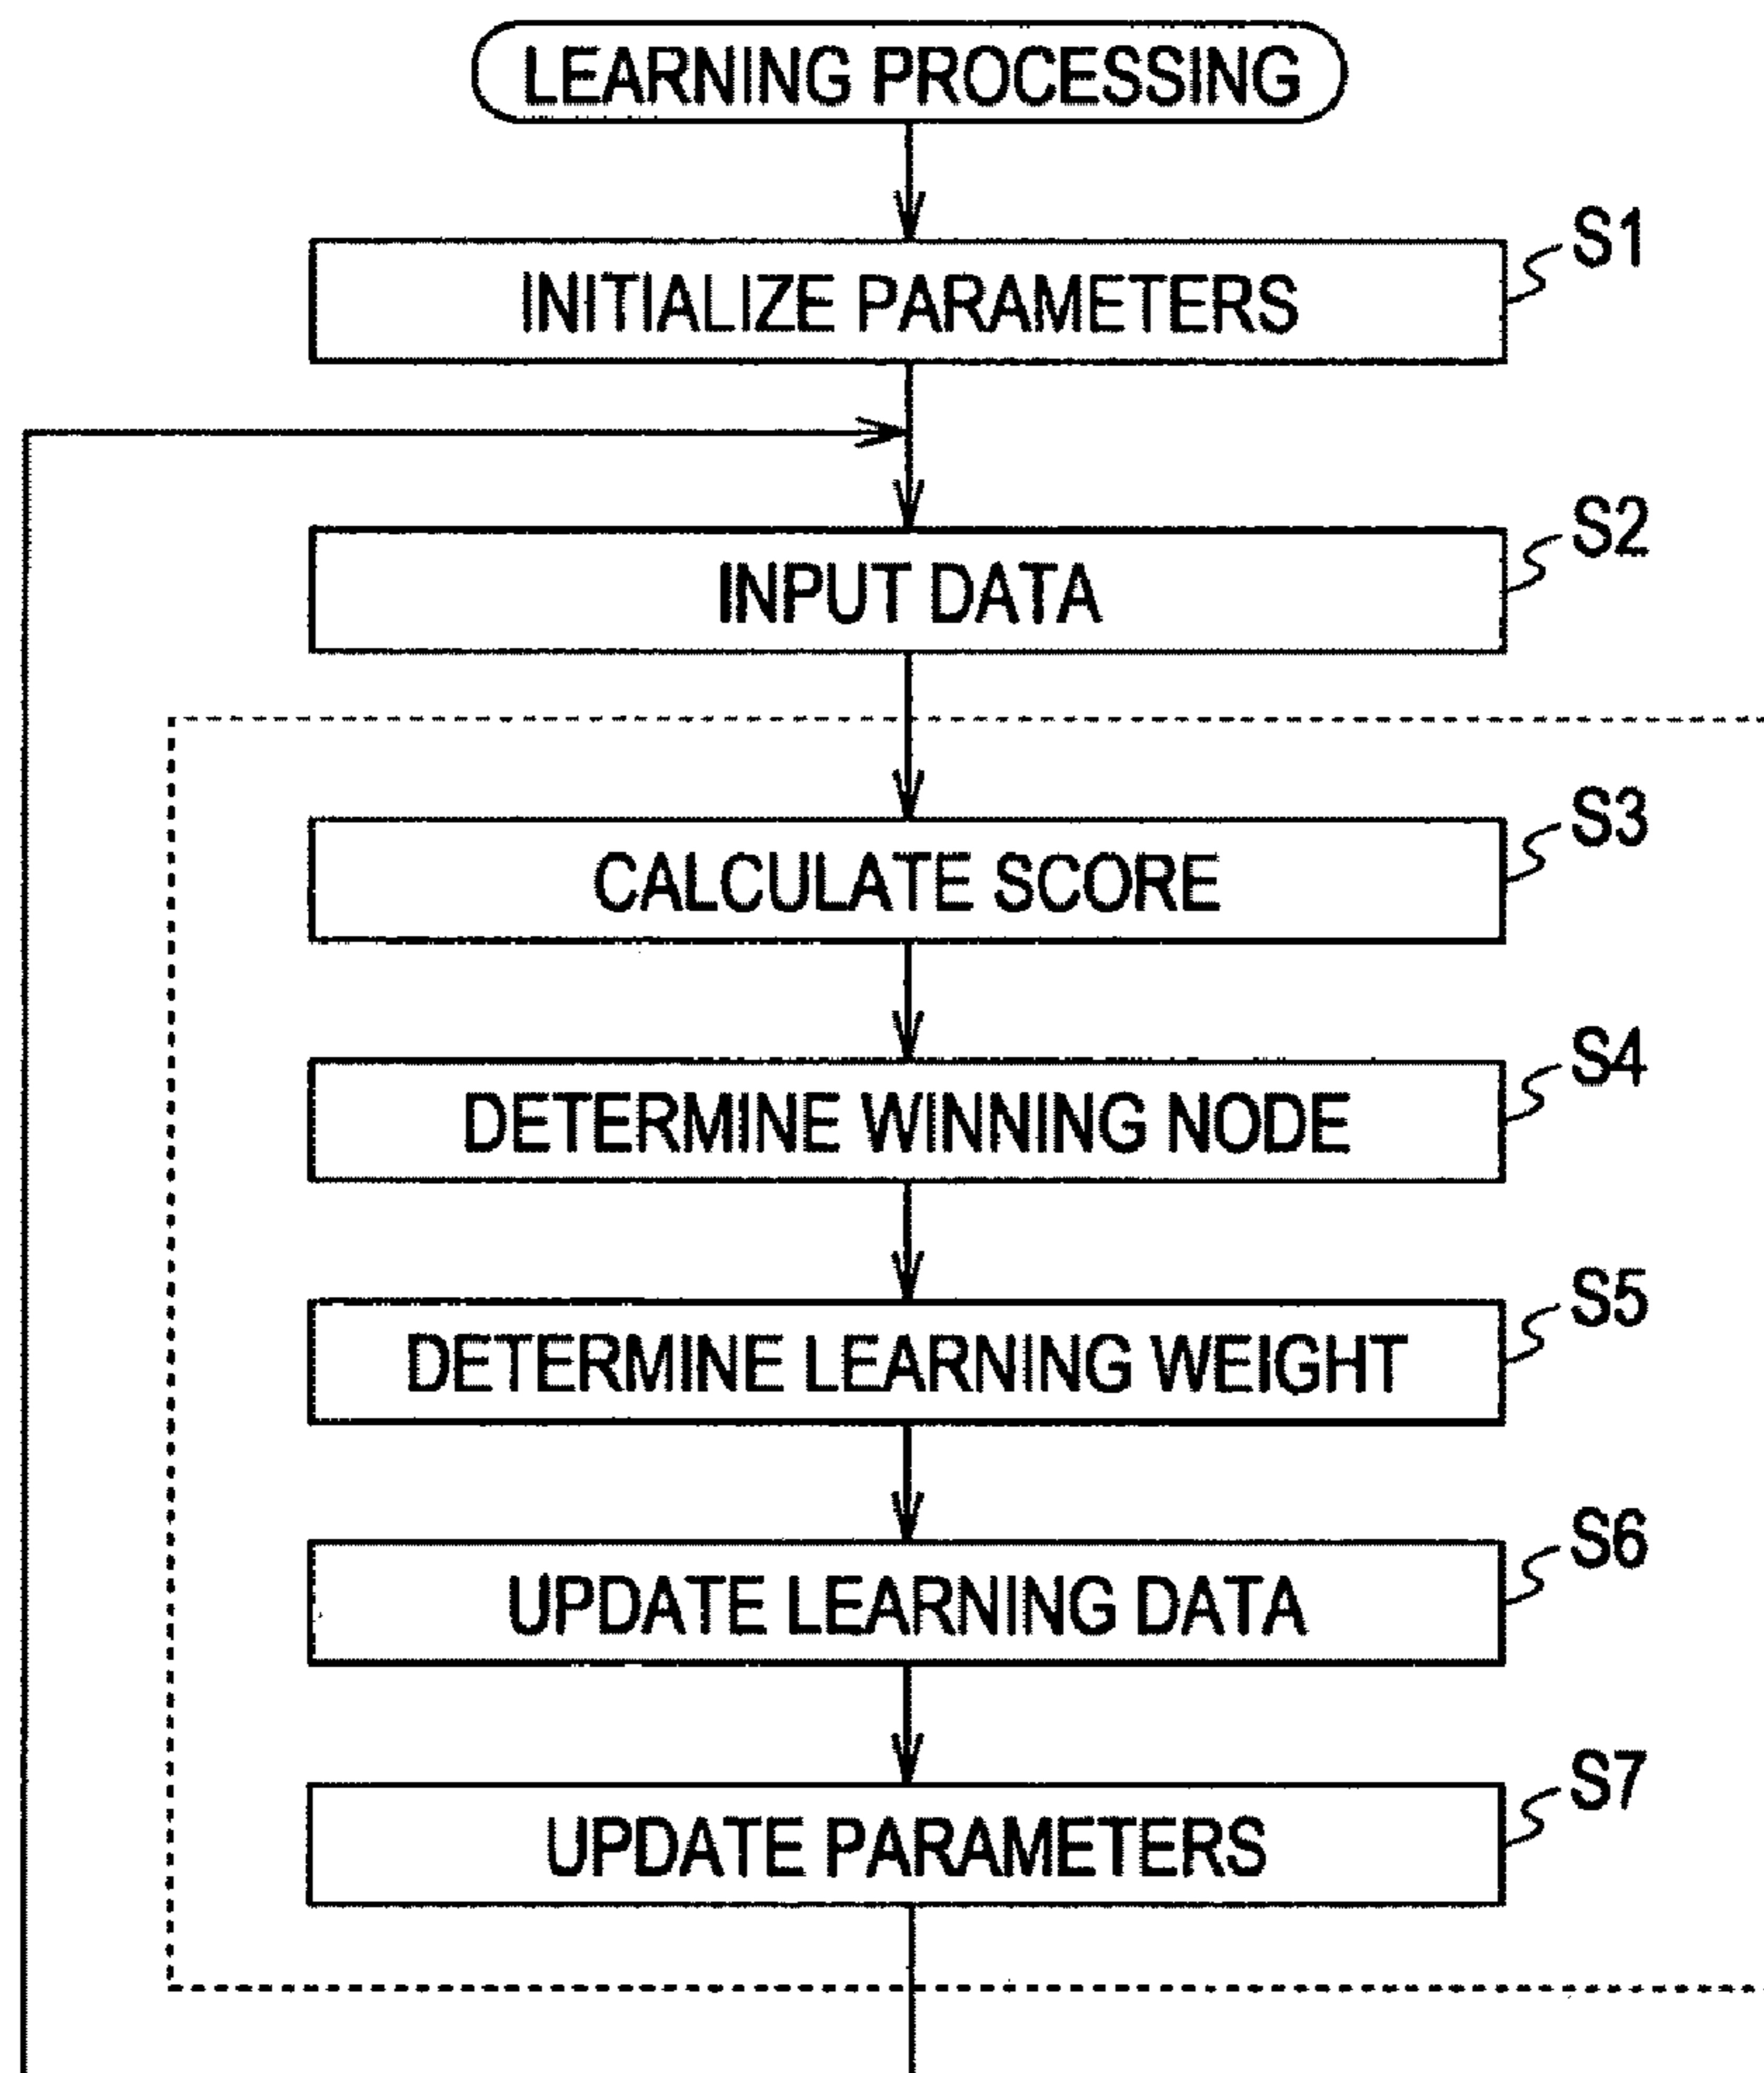 LEARNING PROCESSING
INITIALIZE PARAMETERS
S1
INPUT DATA
S2
CALCULATE SCORE
S3
DETERMINE WINNING NODE
S4
DETERMINE LEARNING WEIGHT
S5
UPDATE LEARNING DATA
S6
UPDATE PARAMETERS
S7